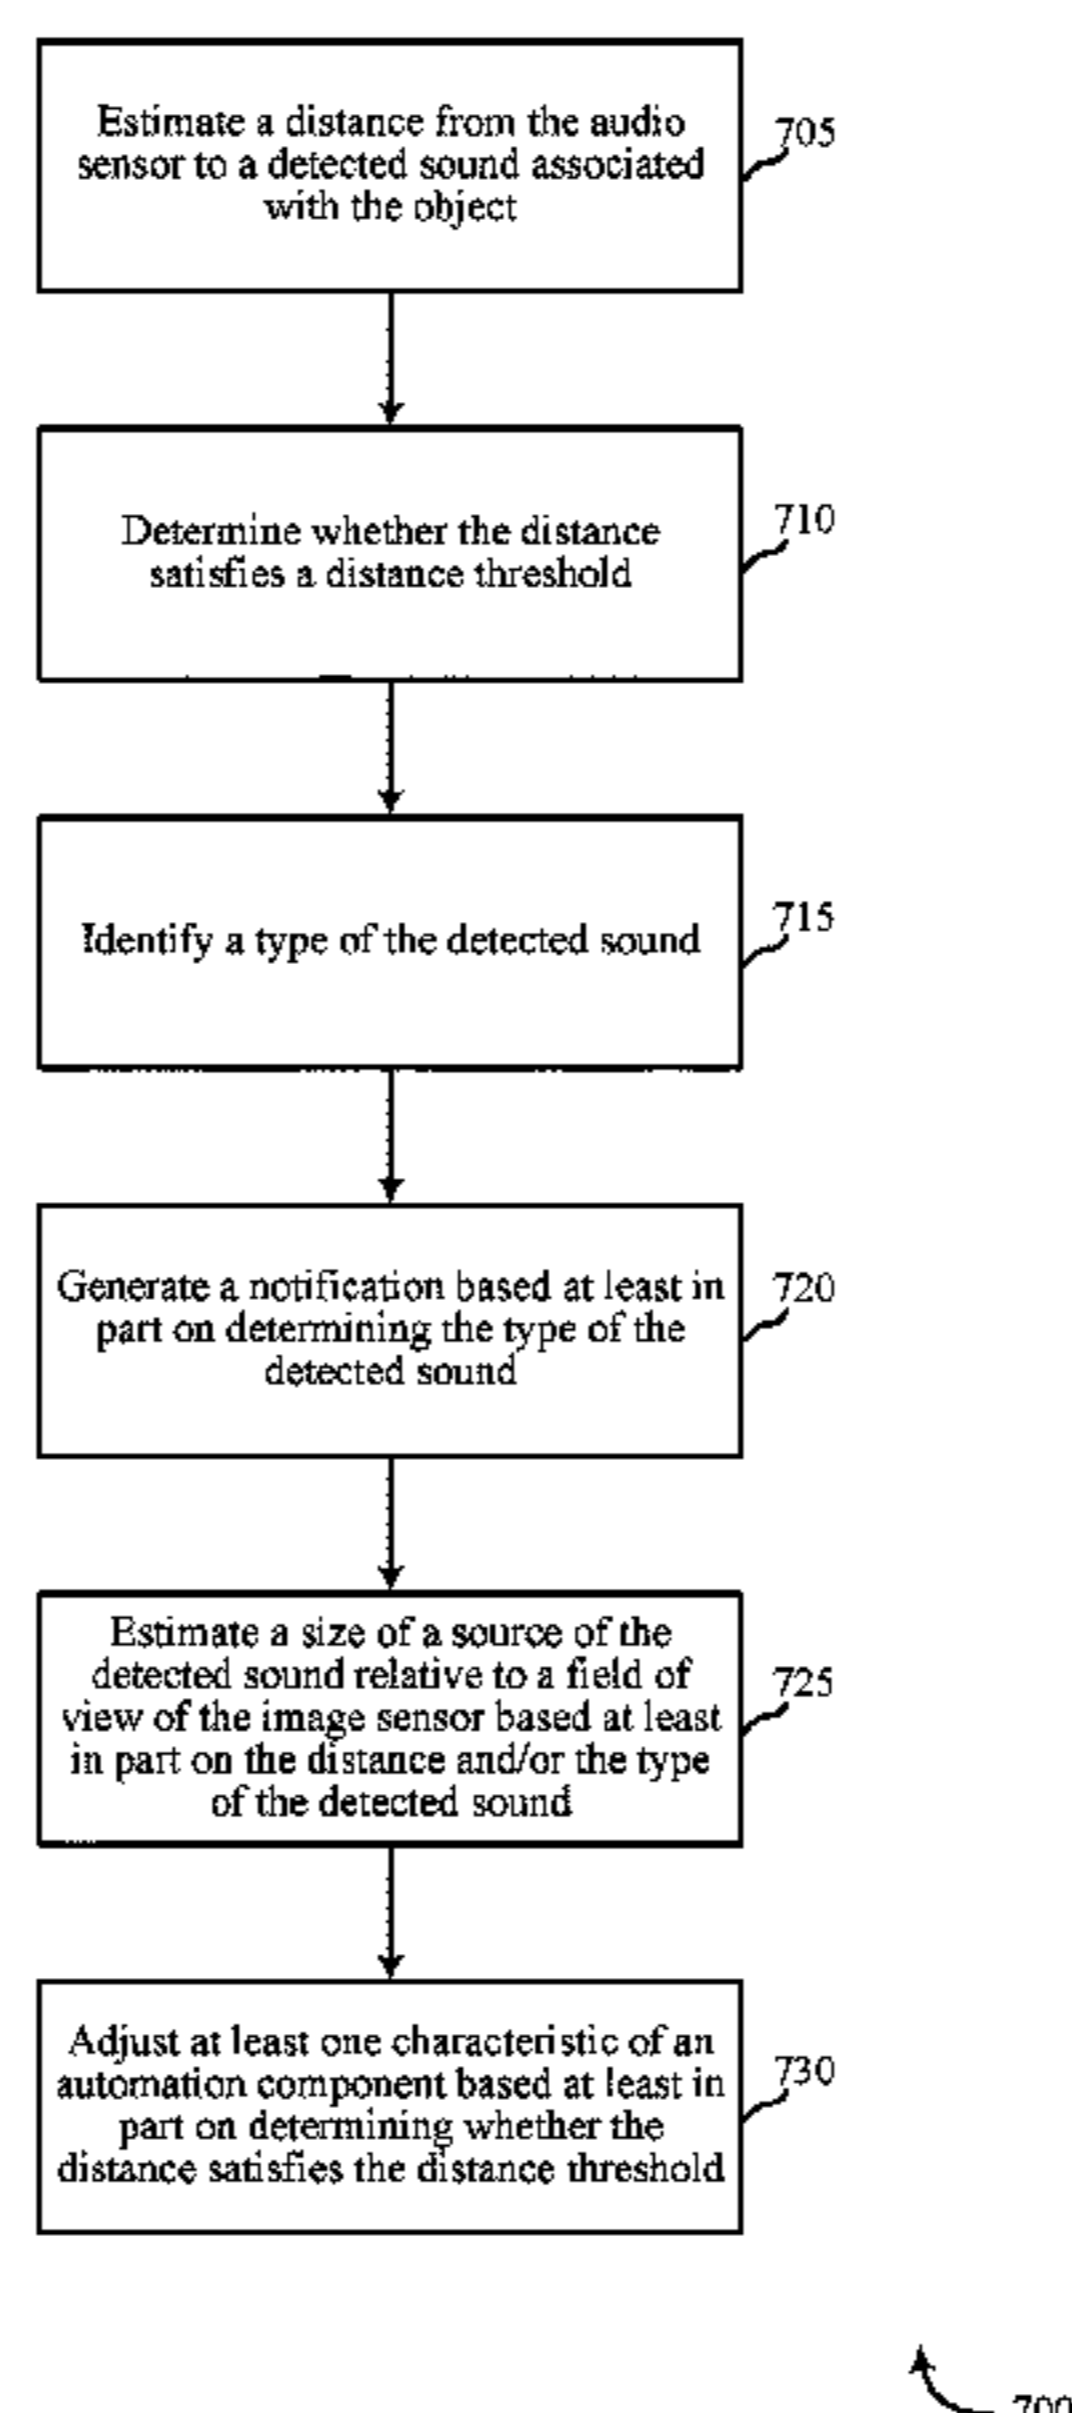 Estimate a distance from the audio
sensor to a detected sound associated
with the object
705
Determine whether the distance
satisfies a distance threshold
710
Identify a type of the detected sound
715
Generate a notification based at least in
part on determining the type of the
detected sound
720
Estimate a size of a source of the
detected sound relative to a field of
view of the image sensor based at least
in part on the distance and/or the type
of the detected sound
725
Adjust at least one characteristic of an
automation component based at least in
part on determining whether the
distance satisfies the distance threshold
730
700